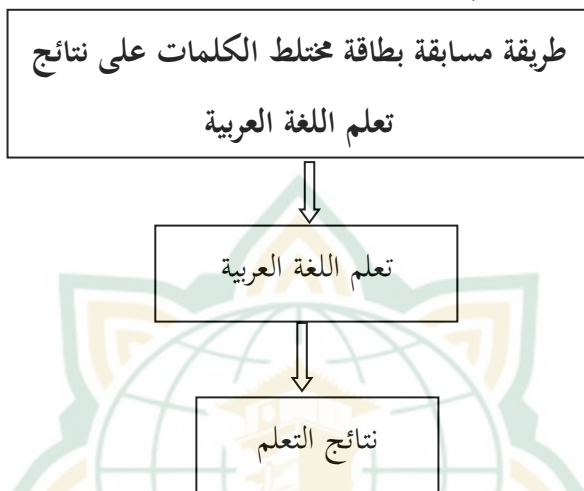 طريقة مسابقة بطاقة مختلط الكلمات على نتائج
تعلم اللغة العربية
تعلم اللغة العربية
نتائج التعلم